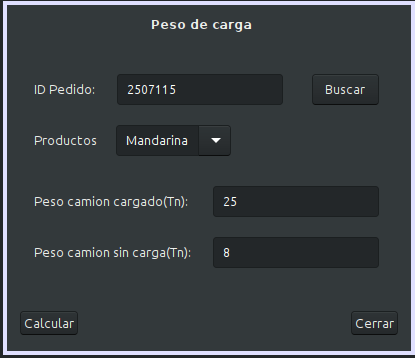 Peso de carga
ID Pedido: 2507115 Buscar
Productos Mandarina
Peso camion cargado(Tn): 25
Peso camion sin carga(Tn): 8
Calcular Cerrar